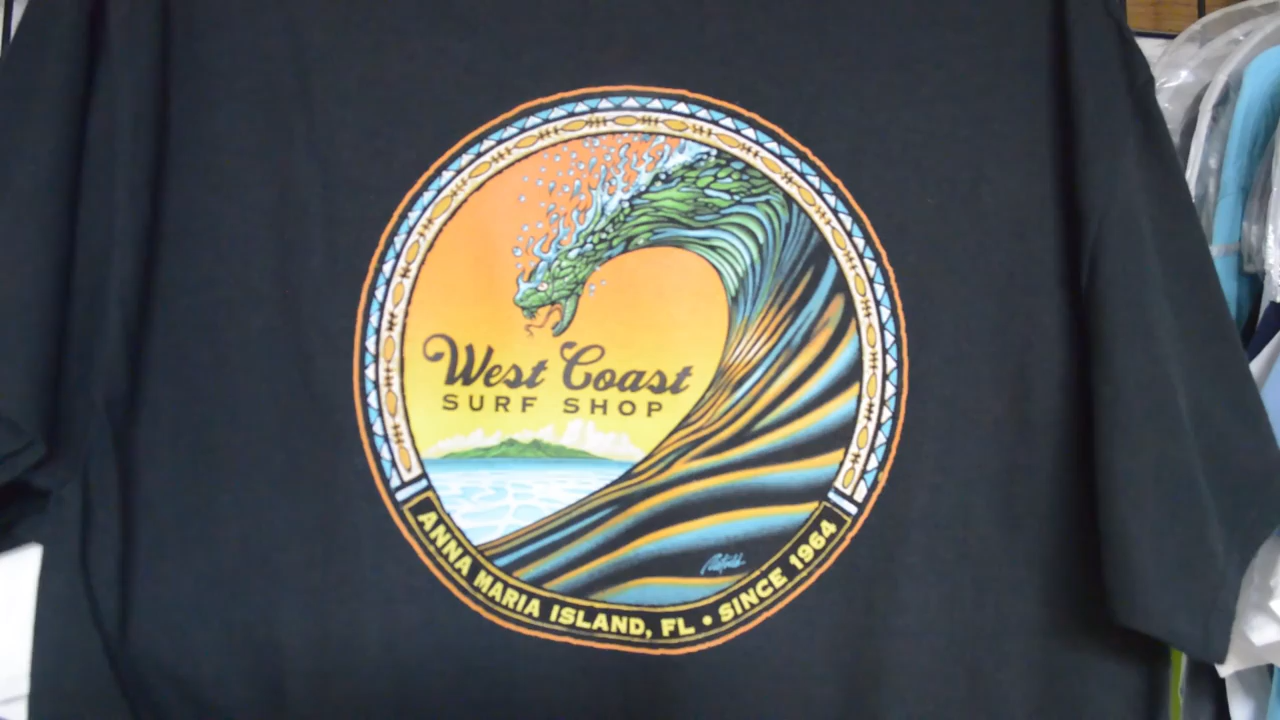 West Coast
SURF SHOP
ANNA MARIA ISLAND, FL • SINCE 1964